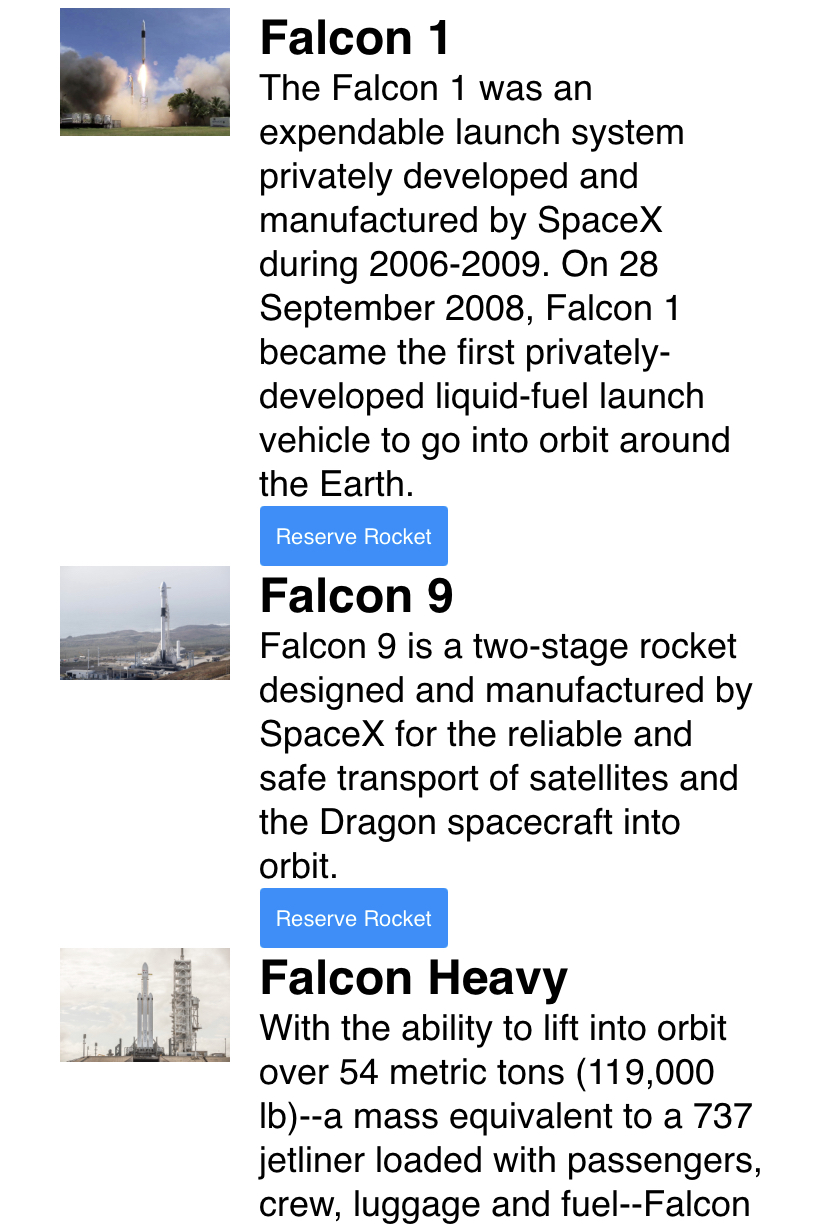 Falcon 1
The Falcon 1 was an
expendable launch system
privately developed and
manufactured by SpaceX
during 2006-2009. On 28
September 2008, Falcon 1
became the first privately-
developed liquid-fuel launch
vehicle to go into orbit around
the Earth.
Reserve Rocket
Falcon 9
Falcon 9 is a two-stage rocket
designed and manufactured by
SpaceX for the reliable and
safe transport of satellites and
the Dragon spacecraft into
orbit.
Reserve Rocket
Falcon Heavy
With the ability to lift into orbit
over 54 metric tons (119,000
lb)--a mass equivalent to a 737
jetliner loaded with passengers,
crew, luggage and fuel--Falcon